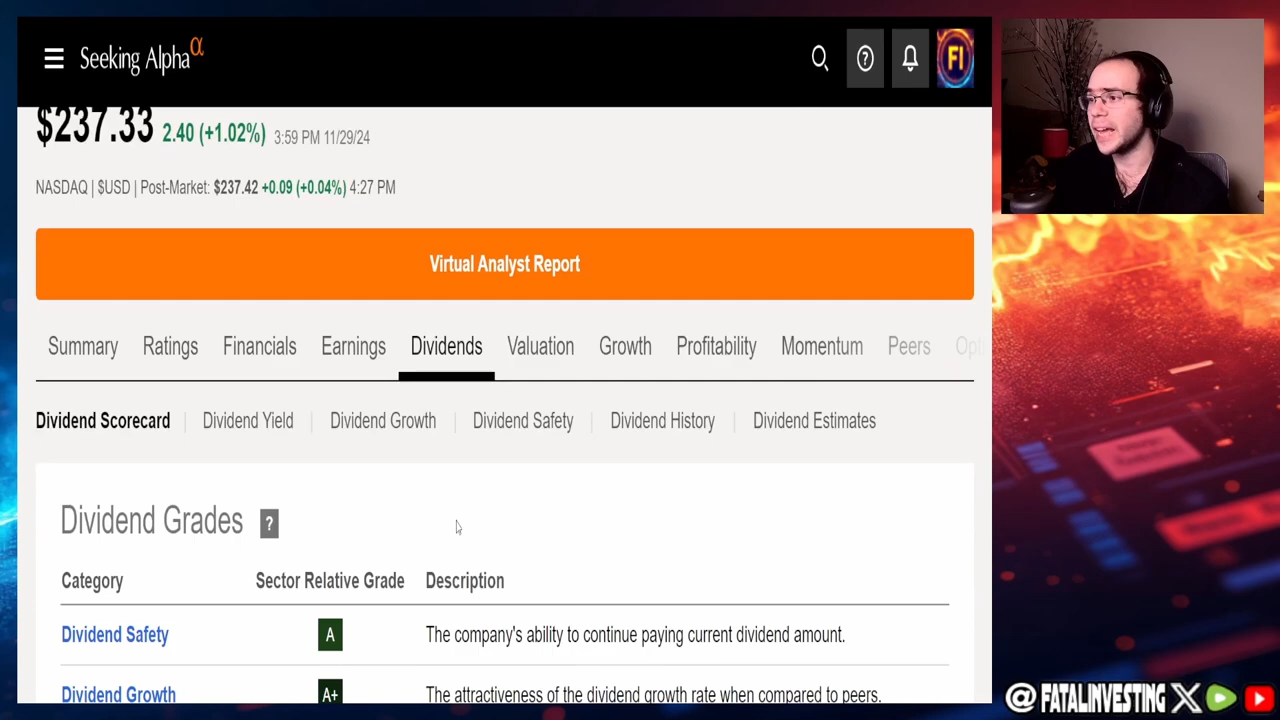 Seeking Alpha α
FI
$237.33 2.40 (+1.02%) 3:59 PM 11/29/24
NASDAQ | $USD | Post-Market: $237.42 +0.09 (+0.04%) 4:27 PM
Virtual Analyst Report
Summary Ratings Financials Earnings Dividends Valuation Growth Profitability Momentum Peers
Dividend Scorecard | Dividend Yield | Dividend Growth | Dividend Safety | Dividend History | Dividend Estimates
Dividend Grades ?
Category Sector Relative Grade Description
Dividend Safety A The company's ability to continue paying current dividend amount.
Dividend Growth A+ The attractiveness of the dividend growth rate when compared to peers.
@FATALINVESTING X